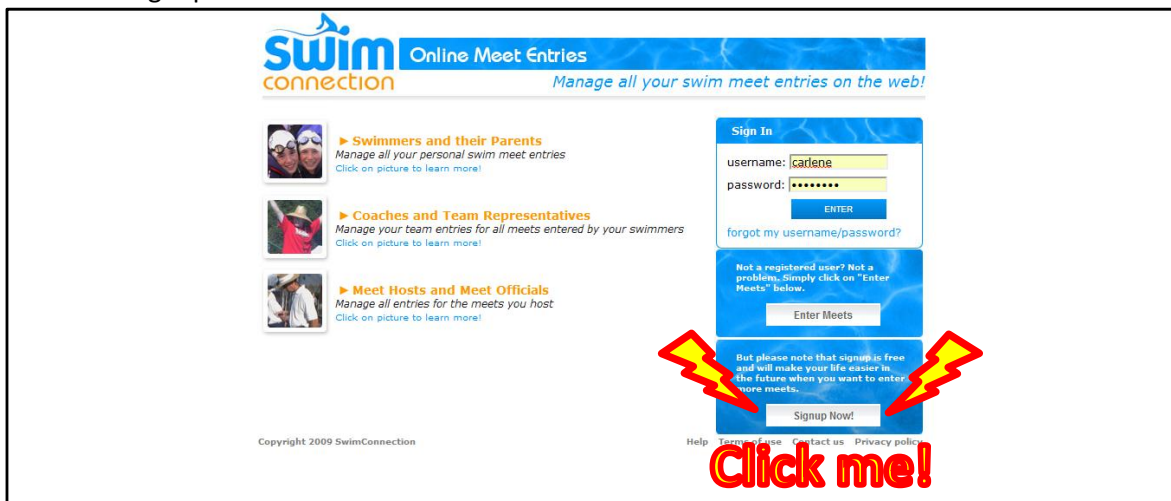 swim
connection
Online Meet Entries
Manage all your swim meet entries on the web!
► Swimmers and their Parents
Manage all your personal swim meet entries
Click on picture to learn more!
► Coaches and Team Representatives
Manage your team entries for all meets entered by your swimmers
Click on picture to learn more!
► Meet Hosts and Meet Officials
Manage all entries for the meets you host
Click on picture to learn more!
Sign In
username: carlene
password: ••••••••
ENTER
forgot my username/password?
Not a registered user? Not a
problem. Simply click on "Enter
Meets" below.
Enter Meets
But please note that signup is free
and will make your life easier in
the future when you want to enter
more meets.
Signup Now!
Copyright 2009 SwimConnection
Help Terms of use Contact us Privacy policy
Click me!